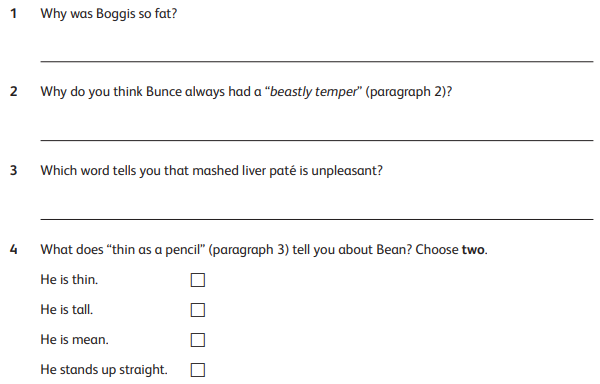 1 Why was Boggis so fat?
2 Why do you think Bunce always had a “beastly temper” (paragraph 2)?
3 Which word tells you that mashed liver paté is unpleasant?
4 What does “thin as a pencil” (paragraph 3) tell you about Bean? Choose two.
He is thin.
He is tall.
He is mean.
He stands up straight.